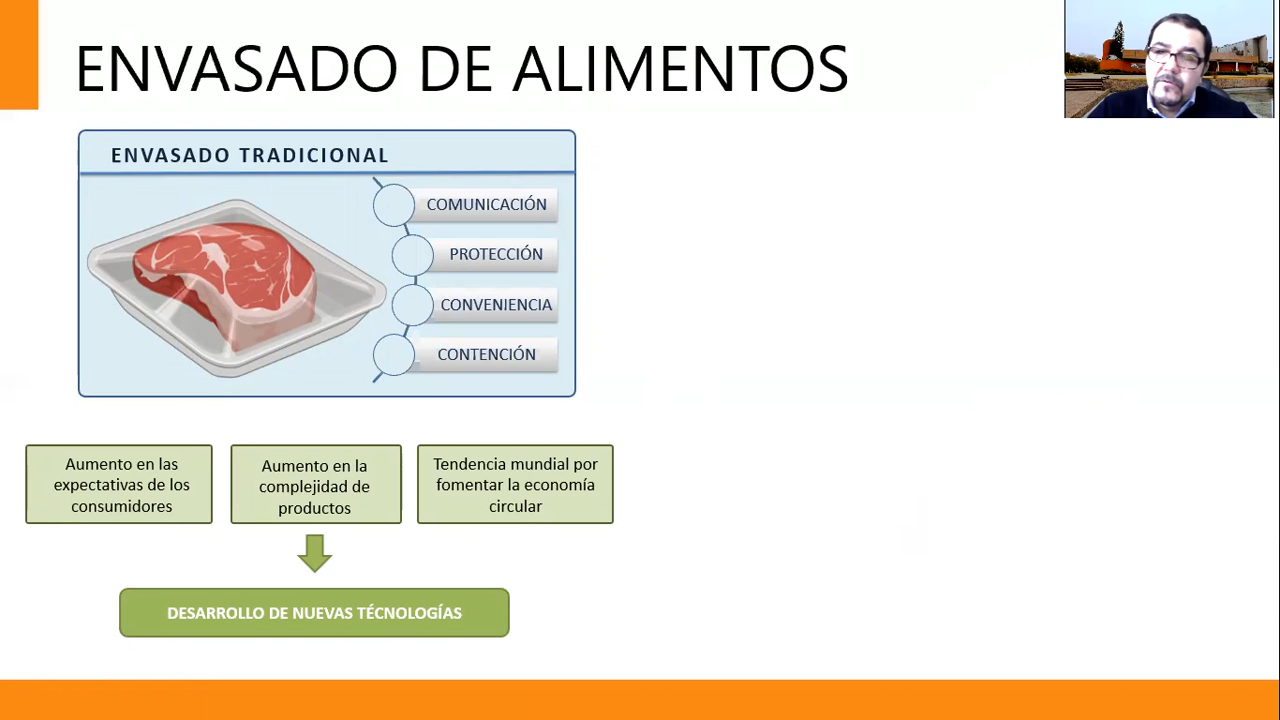 ENVASADO DE ALIMENTOS
ENVASADO TRADICIONAL
COMUNICACIÓN
PROTECCIÓN
CONVENIENCIA
CONTENCIÓN
Aumento en las
expectativas de los
consumidores
Aumento en la
complejidad de
productos
Tendencia mundial por
fomentar la economía
circular
DESARROLLO DE NUEVAS TÉCNOLOGÍAS